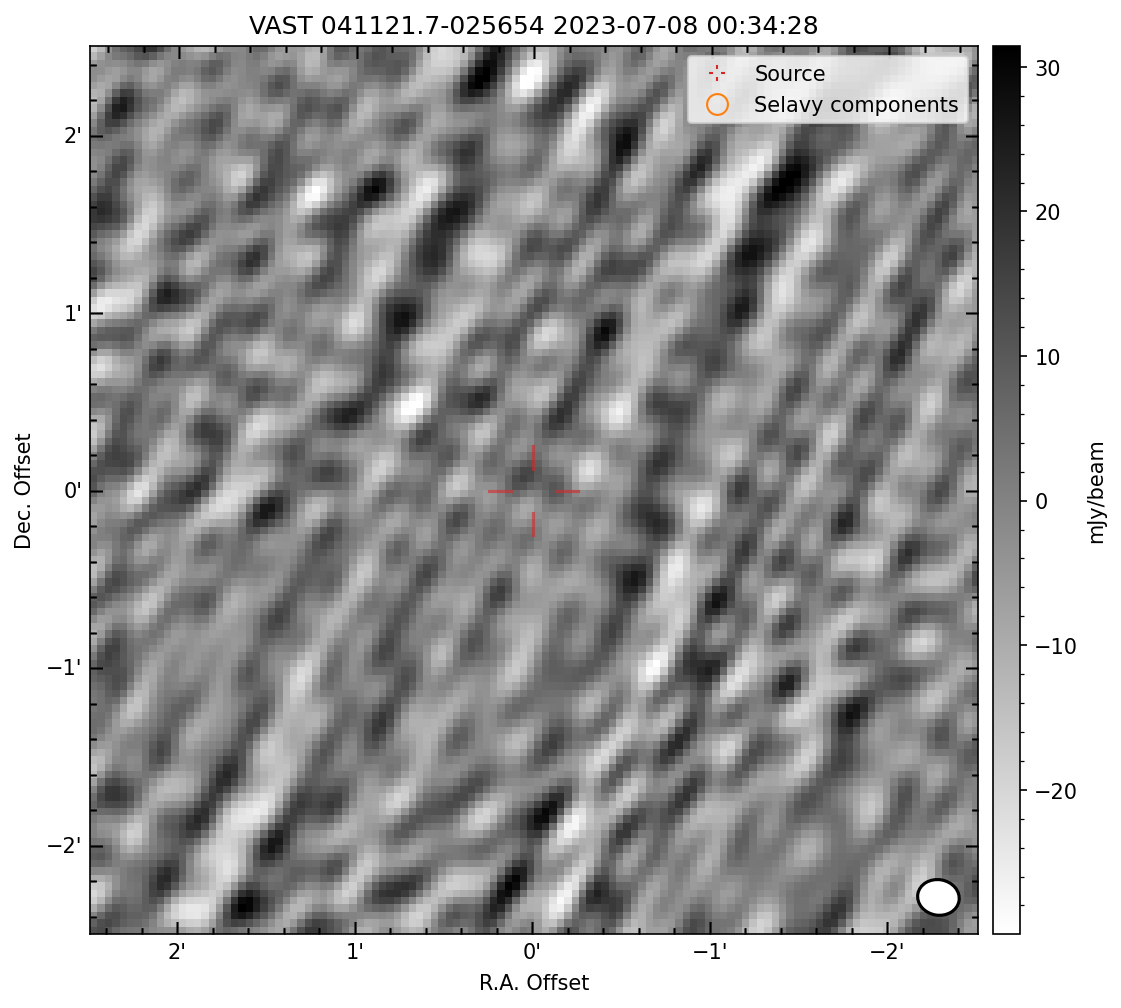 VAST 041121.7-025654 2023-07-08 00:34:28
Source
Selavy components
2'
1'
0'
−1'
−2'
Dec. Offset
2'
1'
0'
−1'
−2'
R.A. Offset
30
20
10
0
−10
−20
mJy/beam